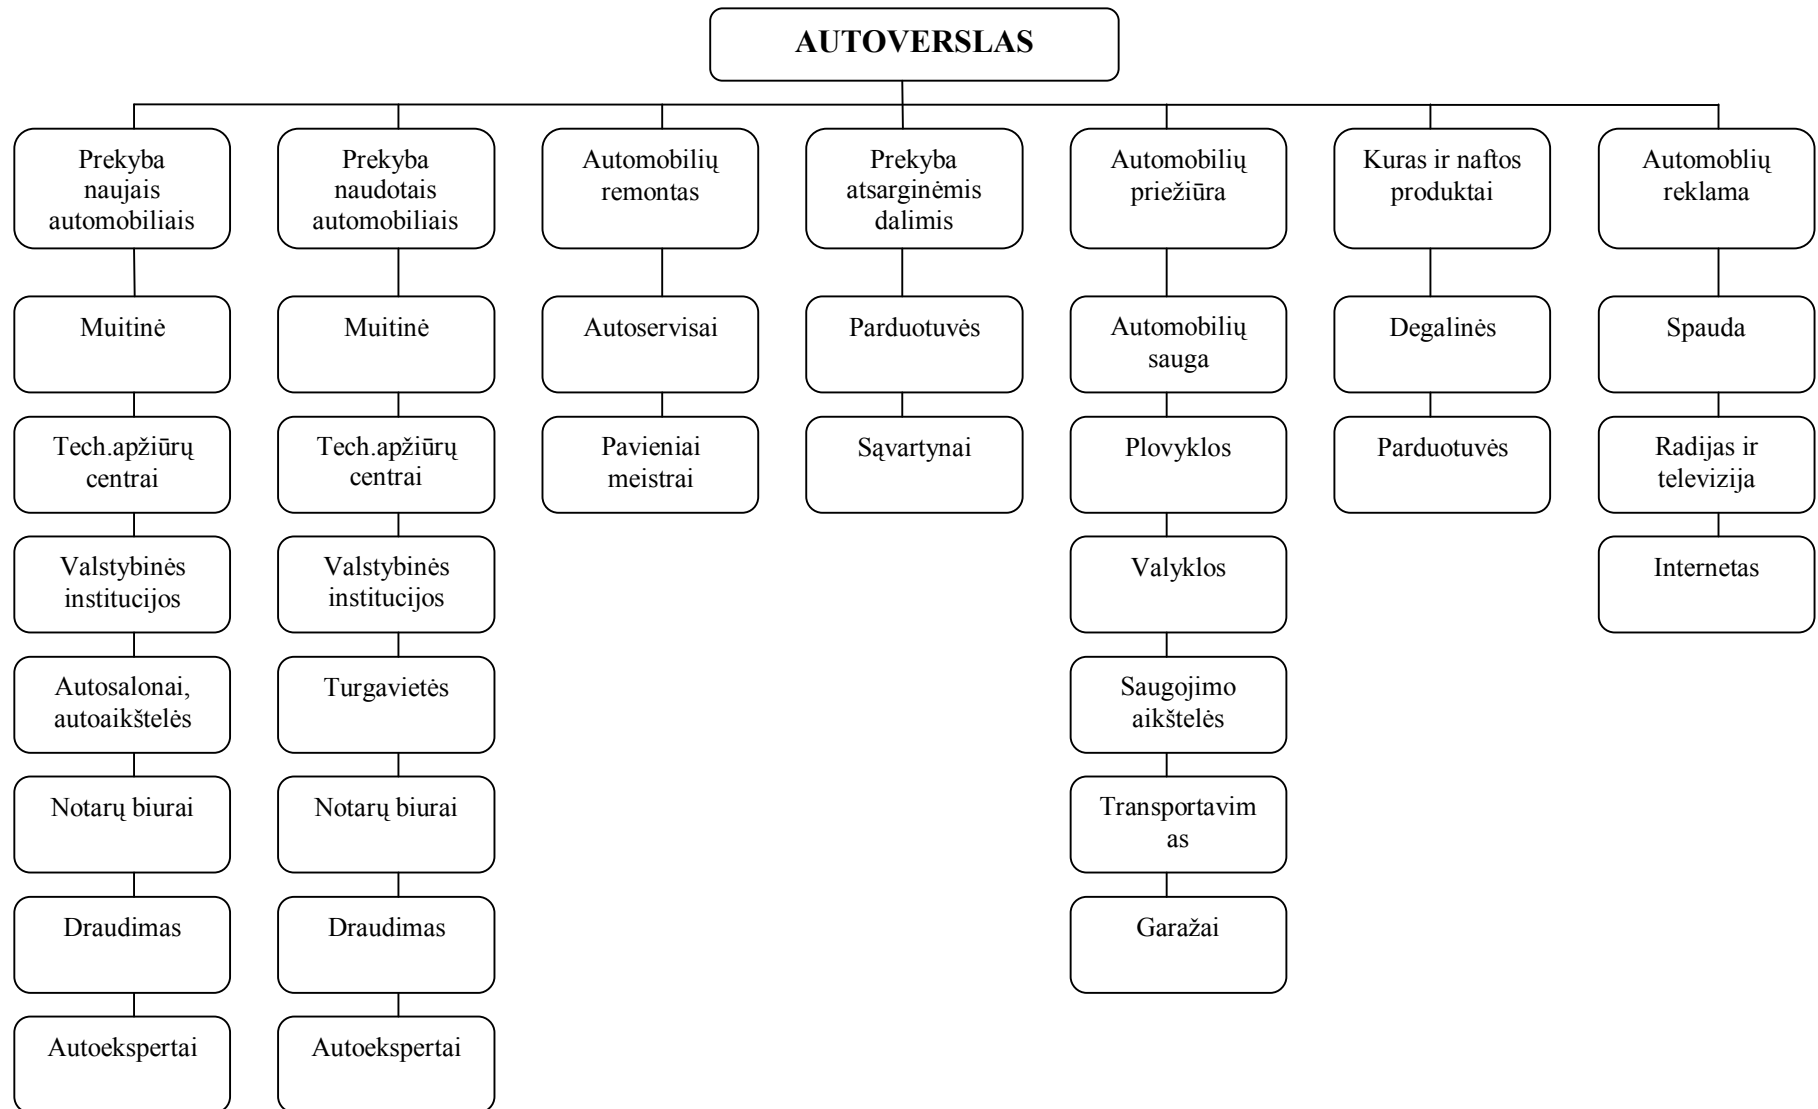 AUTOVERSLAS
Prekyba
naujais
automobiliais
Prekyba
naudotais
automobiliais
Automobilių
remontas
Prekyba
atsarginėmis
dalimis
Automobilių
priežiūra
Kuras ir naftos
produktai
Automoblių
reklama
Muitinė
Muitinė
Autoservisai
Parduotuvės
Automobilių
sauga
Degalinės
Spauda
Tech.apžiūrų
centrai
Tech.apžiūrų
centrai
Pavieniai
meistrai
Sąvartynai
Plovyklos
Parduotuvės
Radijas ir
televizija
Valstybinės
institucijos
Valstybinės
institucijos
Valyklos
Internetas
Autosalonai,
autoaikštelės
Turgavietės
Saugojimo
aikštelės
Notarų biurai
Notarų biurai
Transportavim
as
Draudimas
Draudimas
Garažai
Autoekspertai
Autoekspertai